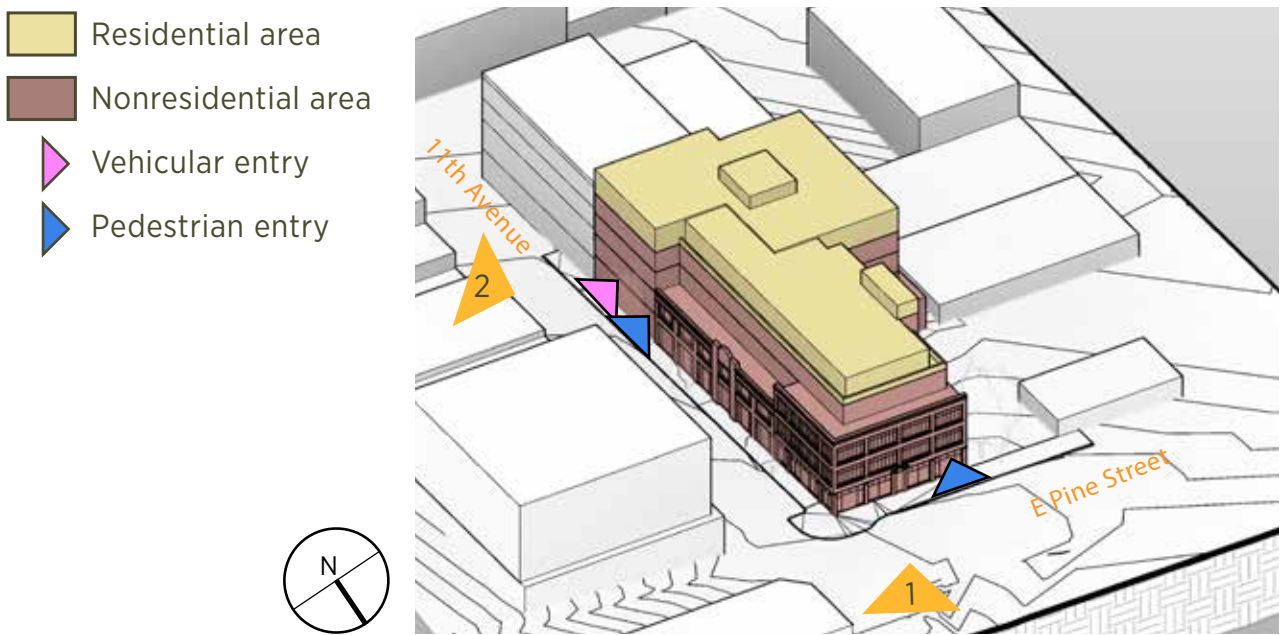 Residential area
Nonresidential area
Vehicular entry
Pedestrian entry
11th Avenue
2
E Pine Street
1
N